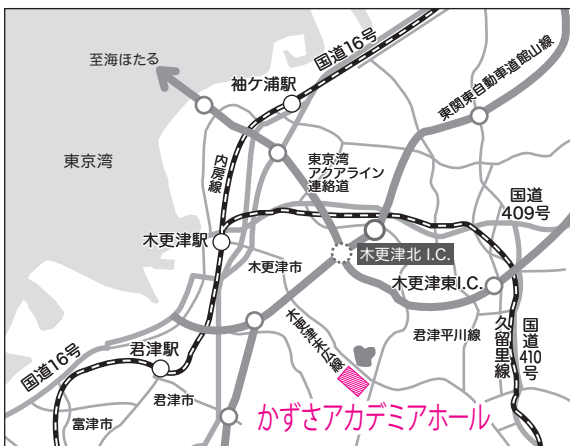 国道16号
至海ほたる
袖ケ浦駅
東関東自動車道館山線
東京湾
内房線
東京湾
アクアライン
連絡道
国道
409号
木更津駅
木更津北 I.C.
木更津市
木更津東I.C.
木更津末広線
君津平川線
久留里線
国道
410号
君津駅
国道16号
君津市
富津市
かずさアカデミアホール